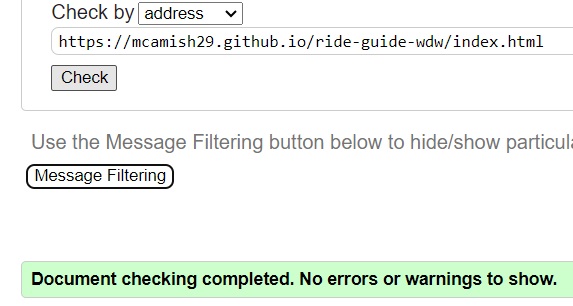 Check by address
https://mcamish29.github.io/ride-guide-wdw/index.html
Check
Use the Message Filtering button below to hide/show
Message Filtering
Document checking completed. No errors or warnings to show.